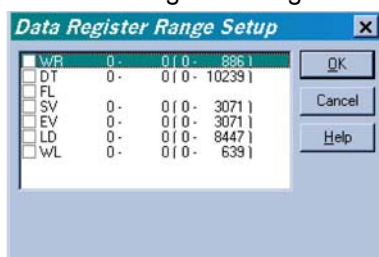 Data Register Range Setup
WR 0 - 0 ( 0 - 886 )
DT 0 - 0 ( 0 - 10239 )
FL
SV 0 - 0 ( 0 - 3071 )
EV 0 - 0 ( 0 - 3071 )
LD 0 - 0 ( 0 - 8447 )
WL 0 - 0 ( 0 - 639 )
OK
Cancel
Help